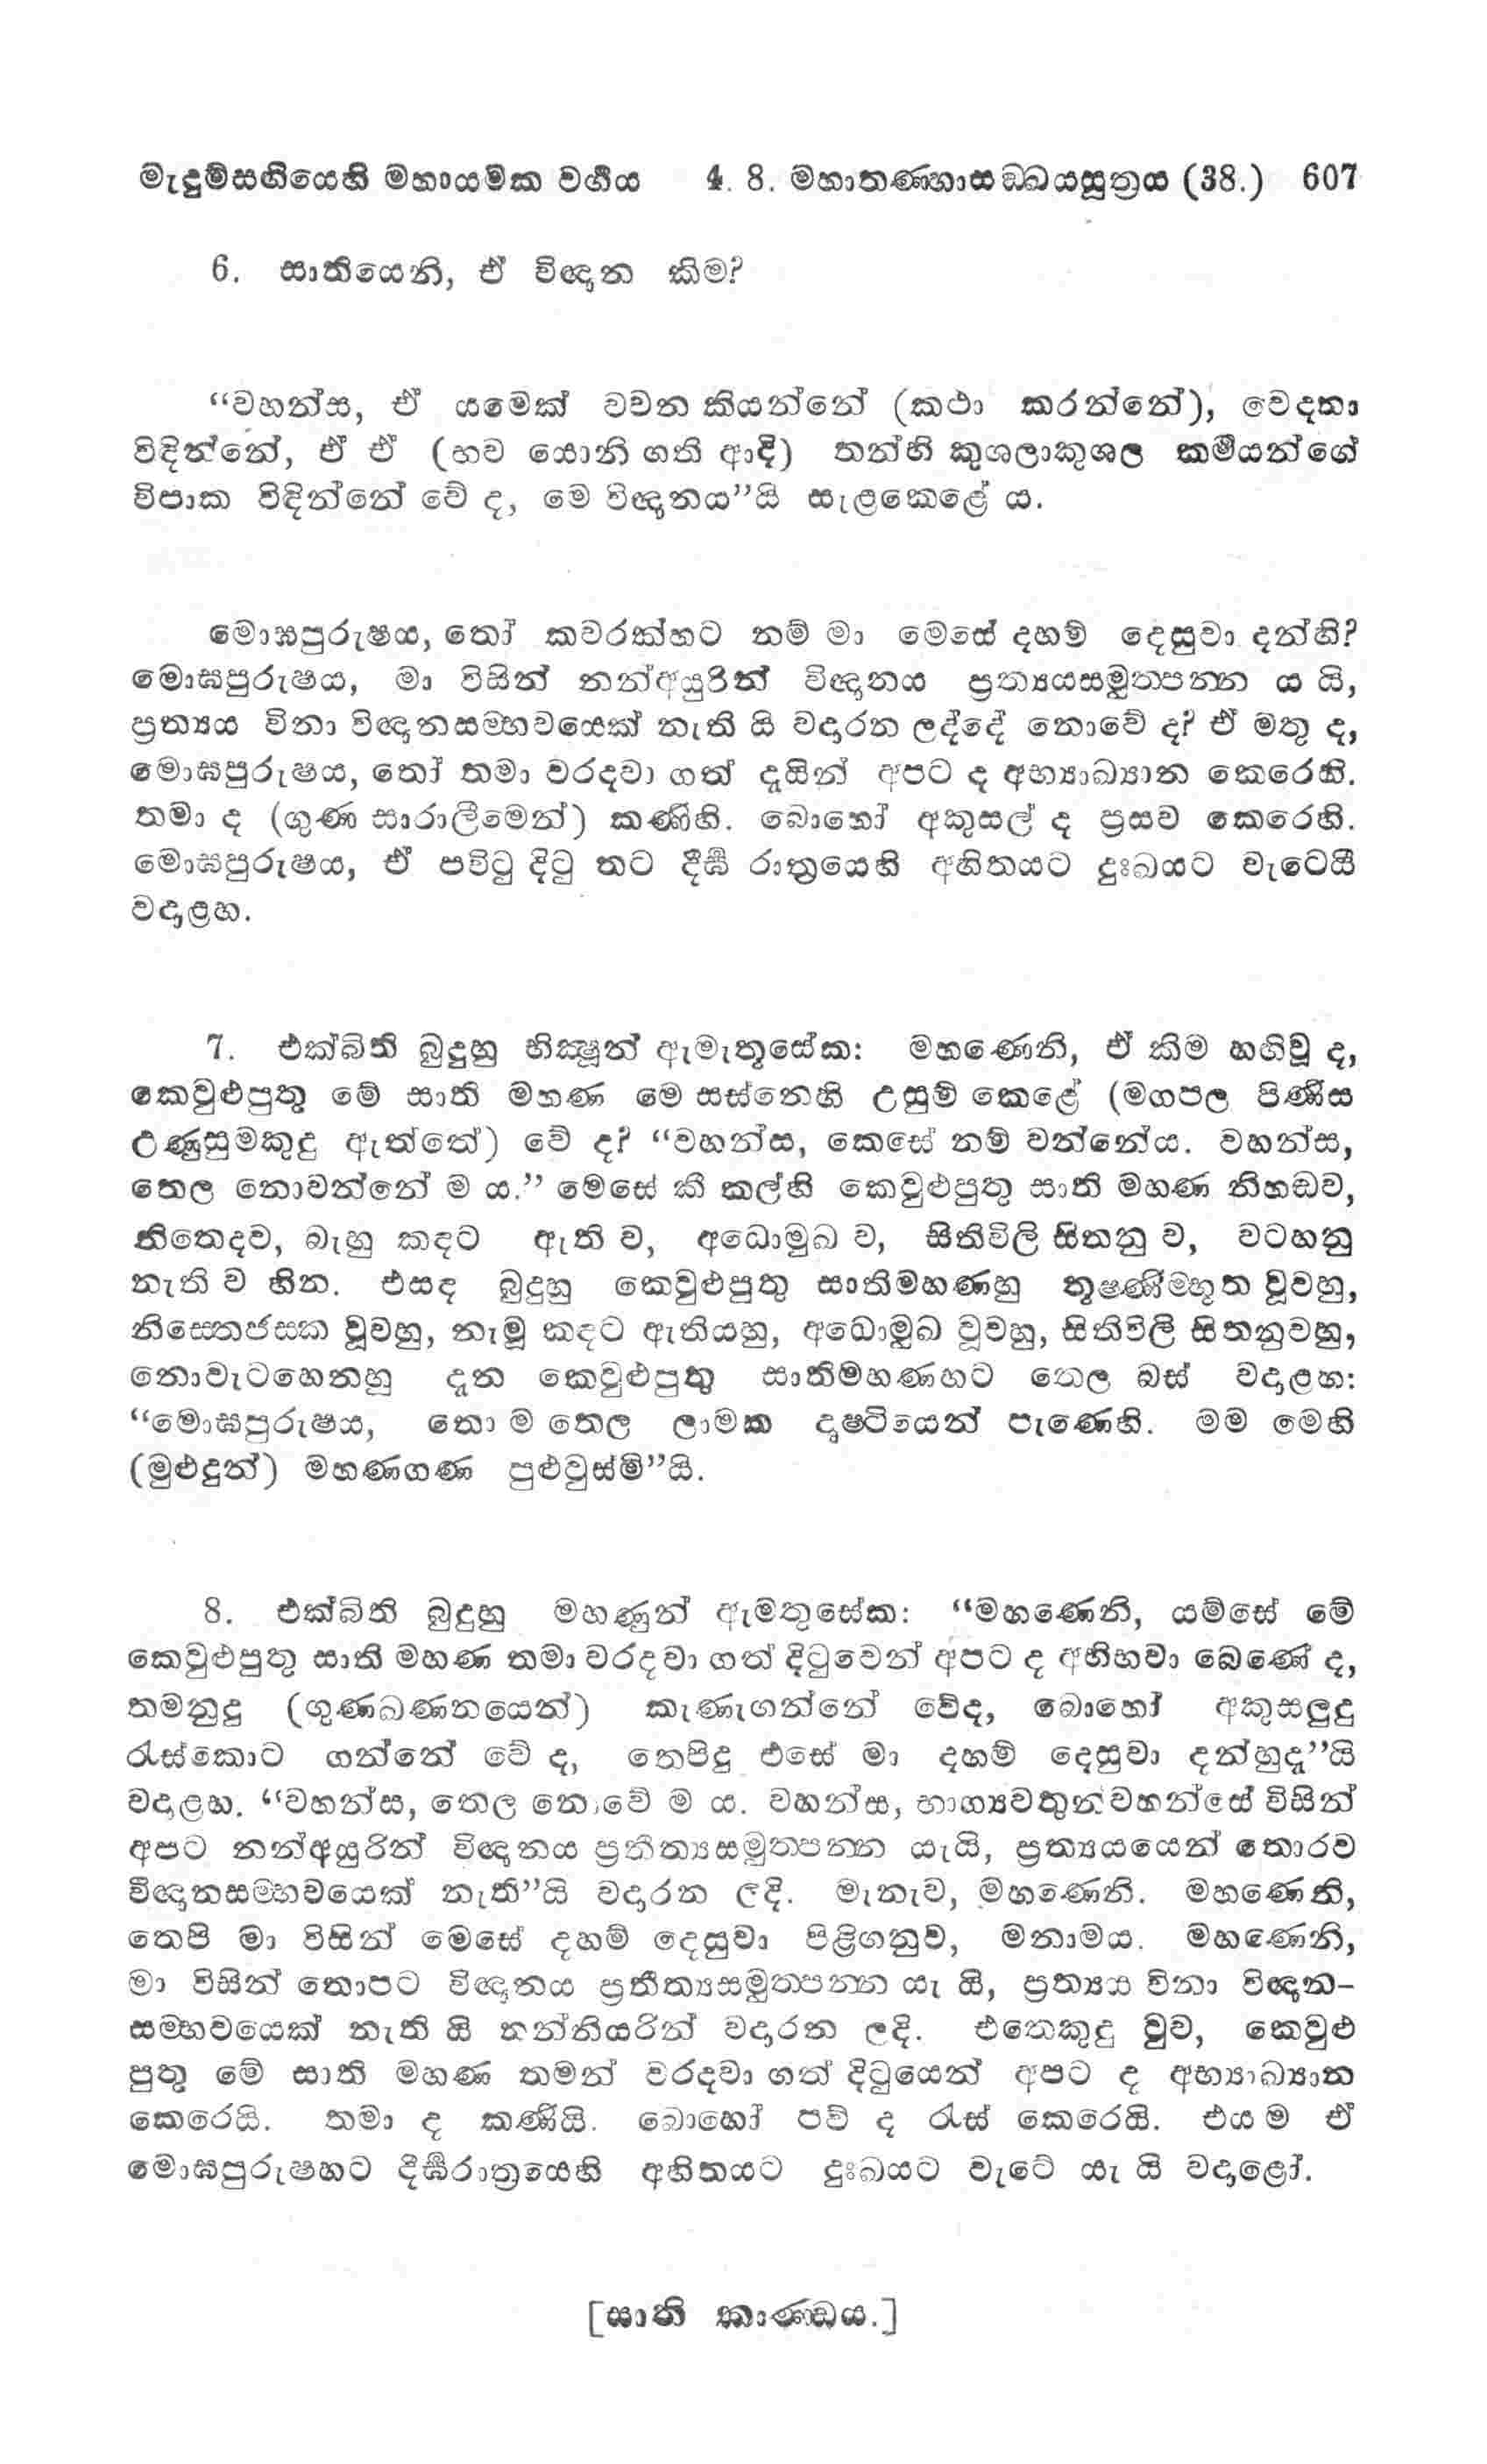 මැදුම්සඟියෙහි මහායමක වර්‍ගය 4. 8. මහාතණ්හාසඞ්ඛයසූත්‍රය (38.) 607
6. සාතියෙනි, ඒ විඥාන කිම?
“වහන්ස, ඒ යමෙක් වචන කියන්නේ (කථා කරන්නේ), වෙදනා
විඳින්නේ, ඒ ඒ (භව යොනි ගති ආදි) තන්හි කුශලාකුශල කර්‍මයන්ගේ
විපාක විඳින්නේ වේ ද, මෙ විඥානය”යි සැළකෙළේ ය.
මොඝපුරුෂය, තෝ කවරක්හට නම් මා මෙසේ දහම් දෙසුවා දන්හි?
මොඝපුරුෂය, මා විසින් නන්අයුරින් විඥානය ප්‍රත්‍යයසමුත්පන්න ය යි,
ප්‍රත්‍යය විනා විඥානසම්භවයෙක් නැති යි වදාරන ලද්දේ නොවේ ද? ඒ මතු ද,
මොඝපුරුෂය, තෝ තමා වරදවා ගත් දෘයින් අපට ද අභ්‍යාඛ්‍යාන කෙරෙහි.
තමා ද (ගුණ සාරාලීමෙන්) කණිහි. බොහෝ අකුසල් ද ප්‍රසව කෙරෙහි.
මොඝපුරුෂය, ඒ පවිටු දිටු තට දීර්‍ඝ රාත්‍රයෙහි අහිතයට දුඃඛයට වැටෙයී
වදාළහ.
7. එක්බිති බුදුහු භික්‍ෂූන් ඇමැතූසේක: මහණෙනි, ඒ කිම හඟිවූ ද,
කෙවුළුපුතු මේ සාති මහණ මෙ සස්නෙහි උසුම් කෙළේ (මගපල පිණිස
උණුසුමකුදු ඇත්තේ) වේ ද? “වහන්ස, කෙසේ නම් වන්නේය. වහන්ස,
තෙල නොවන්නේ ම ය.” මෙසේ කී කල්හි කෙවුළුපුතු සාති මහණ නිහඬව,
නිතෙදව, බැහු කඳට ඇති ව, අධොමුඛ ව, සිතිවිලි සිතනු ව, වටහනු
නැති ව හින. එසඳ බුදුහු කෙවුළුපුතු සාතිමහණහු තූෂ්ණීම්භූත වූවහු,
නිස්තෙජස්ක වූවහු, නැමූ කඳට ඇතියහු, අධොමුඛ වූවහු, සිතිවිලි සිතනුවහු,
නොවැටහෙනහු දැන කෙවුළුපුතු සාතිමහණහට තෙල බස් වදාළහ:
“මොඝපුරුෂය, තො ම තෙල ලාමක දෘෂ්ටියෙන් පැණෙහි. මම මෙහි
(මුළුදුන්) මහණගණ පුළුවුස්මි”යි.
8. එක්බිති බුදුහු මහණුන් ඇමතූසේක: “මහණෙනි, යම්සේ මේ
කෙවුළුපුතු සාති මහණ තමා වරදවා ගත් දිටුවෙන් අපට ද අභිභවා බෙණේ ද,
තමනුදු (ගුණඛණනයෙන්) කැණැගන්නේ වේද, බොහෝ අකුසලුදු
රැස්කොට ගන්නේ වේ ද, තෙපිදු එසේ මා දහම් දෙසුවා දන්හුදැ”යි
වදාළහ. “වහන්ස, තෙල නොවේ ම ය. වහන්ස, භාග්‍යවතුන්වහන්සේ විසින්
අපට නන්අයුරින් විඥානය ප්‍රතීත්‍යසමුත්පන්න යැයි, ප්‍රත්‍යයයෙන් තොරව
විඥානසම්භවයෙක් නැති”යි වදාරන ලදි. මැනැව, මහණෙනි. මහණෙනි,
තෙපි මා විසින් මෙසේ දහම් දෙසුවා පිළිගනුව, මනාමය. මහණෙනි,
මා විසින් තොපට විඥානය ප්‍රතීත්‍යසමුත්පන්න යැ යි, ප්‍රත්‍යය විනා විඥාන-
සම්භවයෙක් නැති යි නන්නියරින් වදාරන ලදි. එතෙකුදු වුව, කෙවුළු
පුතු මේ සාති මහණ තමන් වරදවා ගත් දිටුයෙන් අපට ද අභ්‍යාඛ්‍යාන
කෙරෙයි. තමා ද කණියි. බොහෝ පව් ද රැස් කෙරෙයි. එය ම ඒ
මොඝපුරුෂහට දීර්‍ඝරාත්‍රයෙහි අහිතයට දුඃඛයට වැටේ යැ යි වදාළෝ.
[සාති කාණ්ඩය.]